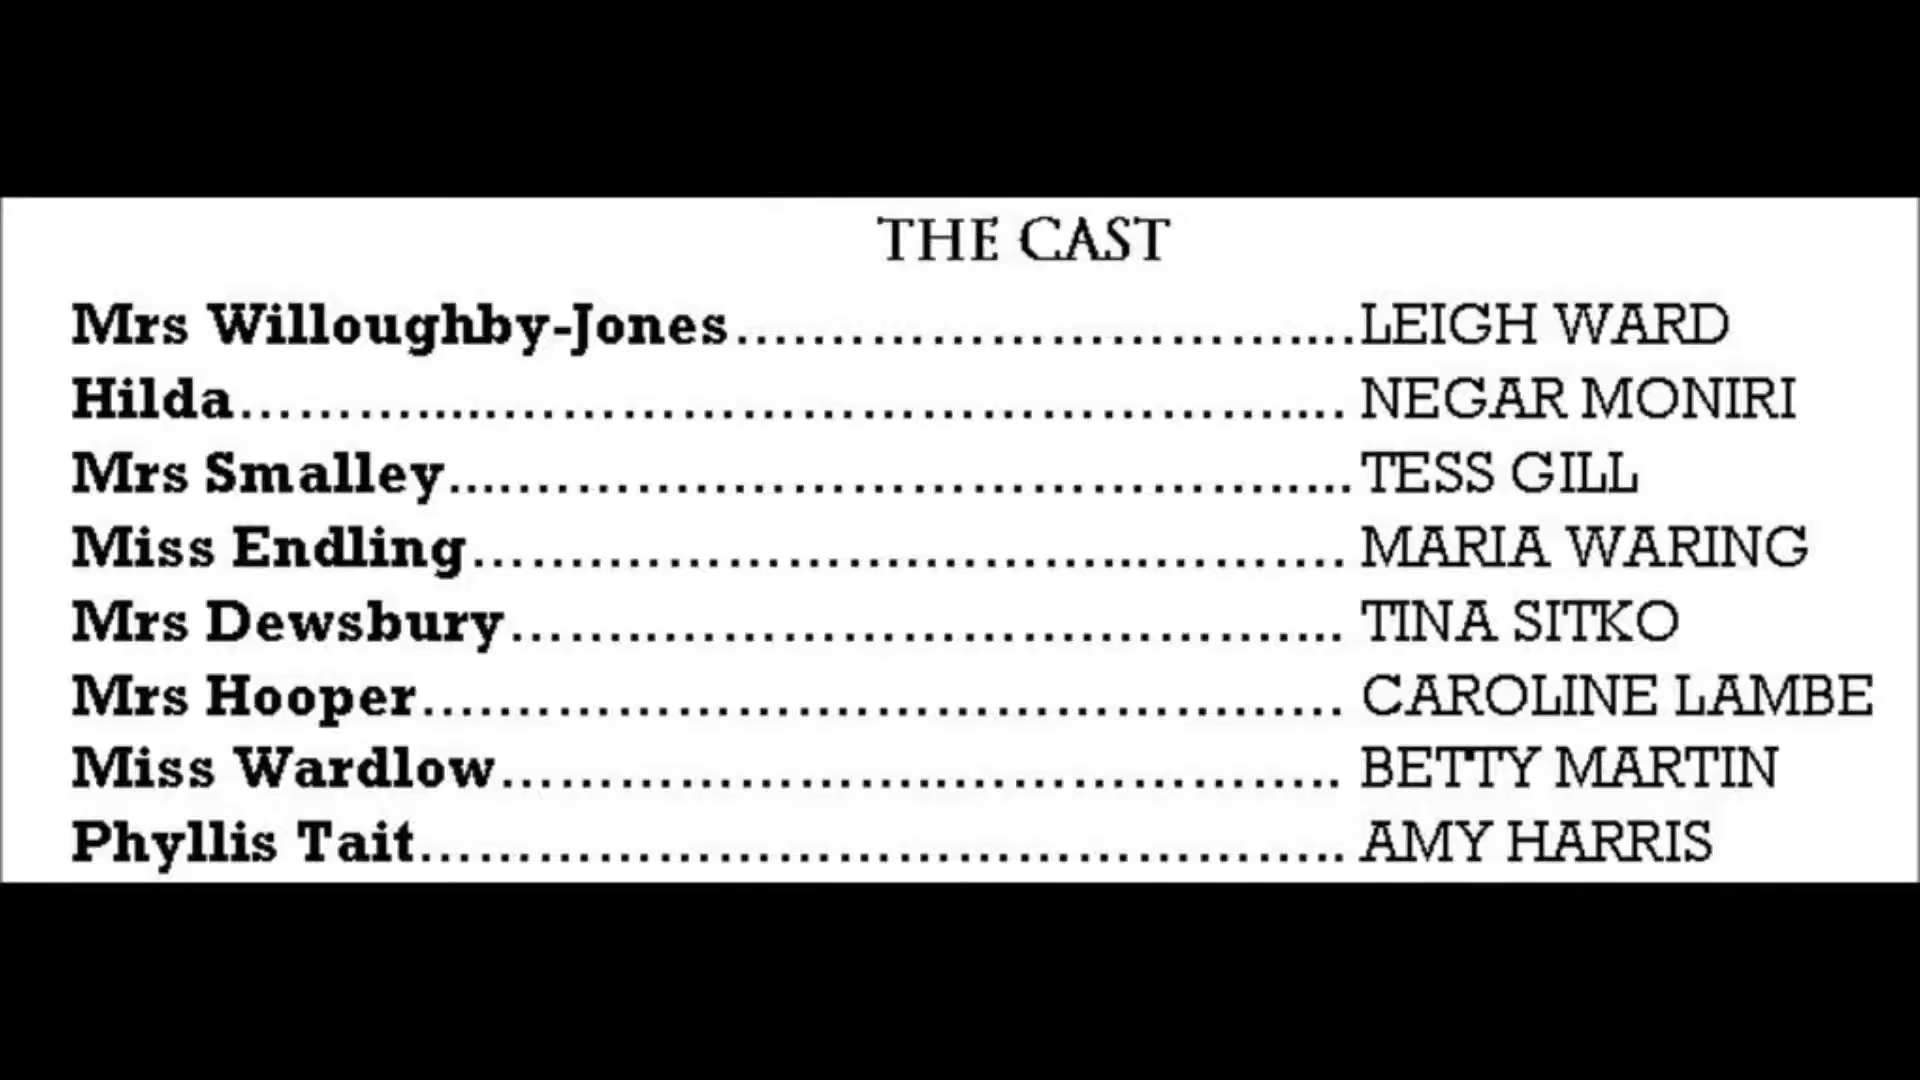 THE CAST
Mrs Willoughby-Jones..................................LEIGH WARD
Hilda.................................................. NEGAR MONIRI
Mrs Smalley..........................................TESS GILL
Miss Endling.......................................... MARIA WARING
Mrs Dewsbury........................................ TINA SITKO
Mrs Hooper.......................................... CAROLINE LAMBE
Miss Wardlow........................................ BETTY MARTIN
Phyllis Tait.......................................... AMY HARRIS